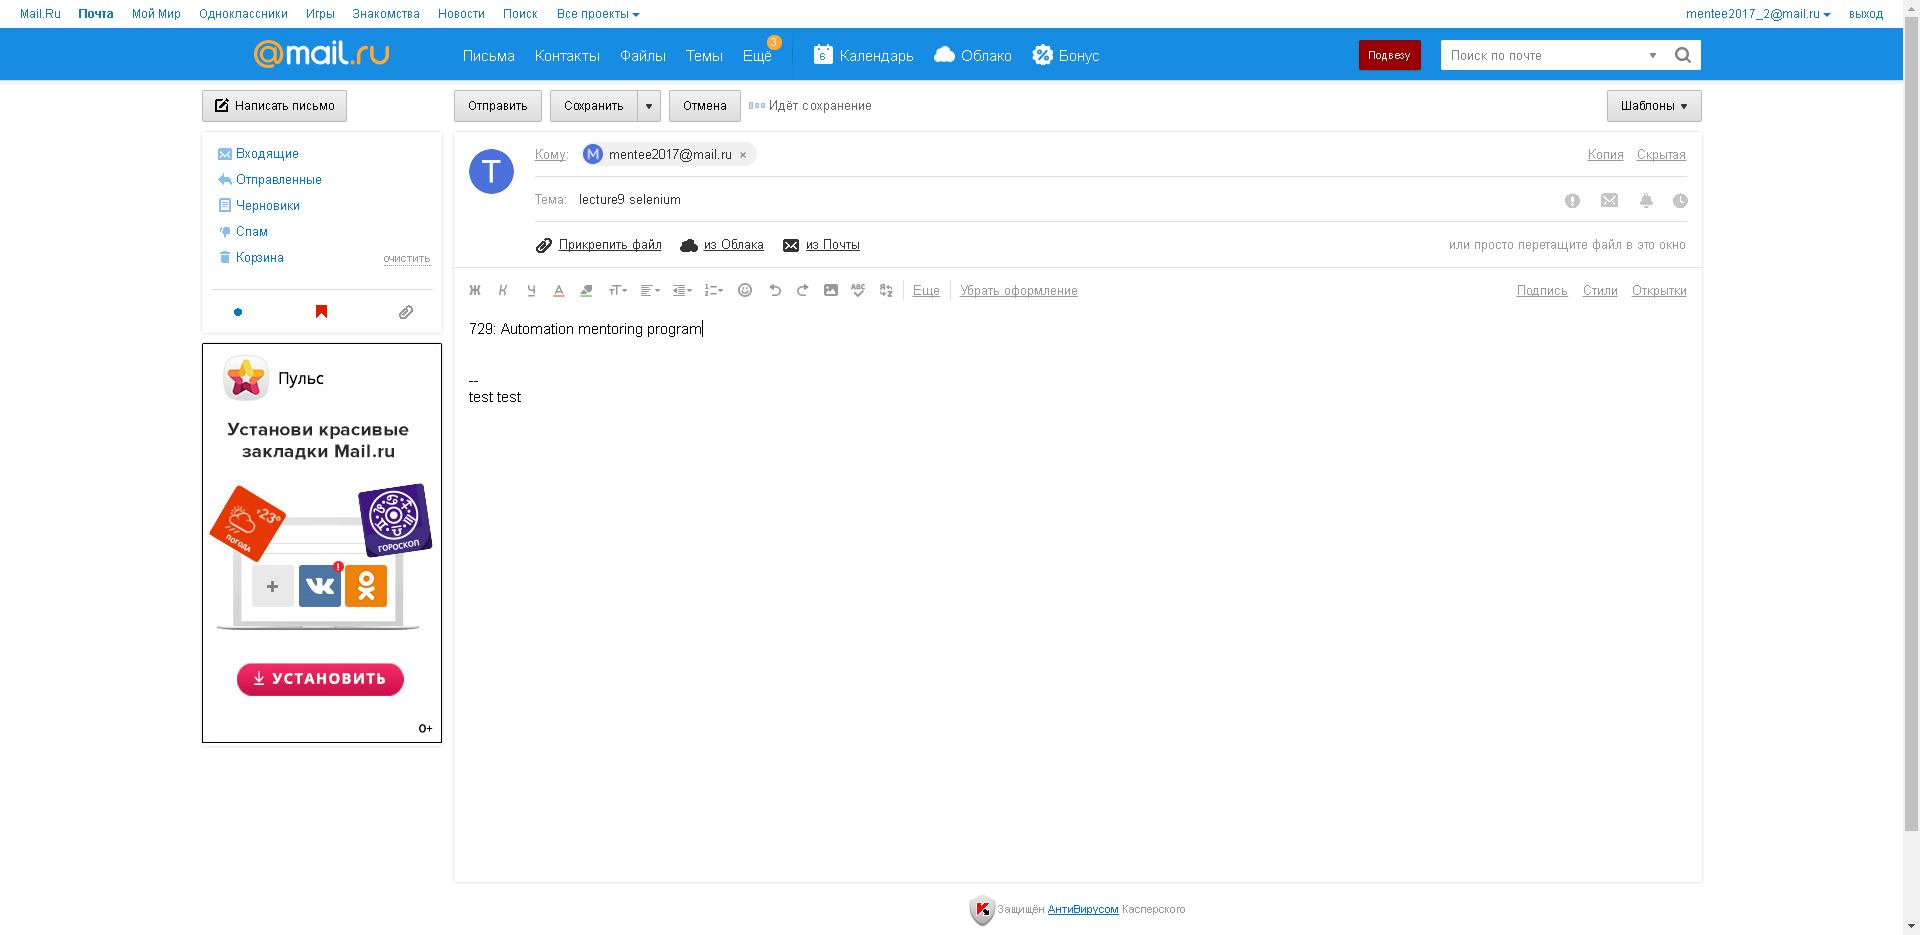 Mail.Ru Почта Мой Мир Одноклассники Игры Знакомства Новости Поиск Все проекты mentee2017_2@mail.ru выход
@mail.ru Письма Контакты Файлы Темы Ещё 3 6 Календарь Облако Бонус Подвезу Поиск по почте
Написать письмо Отправить Сохранить Отмена Идёт сохранение Шаблоны
Входящие
Отправленные
Черновики
Спам
Корзина очистить
Т Кому: M mentee2017@mail.ru × Копия Скрытая
Тема: lecture9 selenium
Прикрепить файл из Облака из Почты или просто перетащите файл в это окно
Ж К Ч А тТ ABC Еще Убрать оформление Подпись Стили Открытки
729: Automation mentoring program
--
test test
Пульс
Установи красивые
закладки Mail.ru
+23°
ПОГОДА
ГОРОСКОП
УСТАНОВИТЬ
0+
Защищён АнтиВирусом Касперского